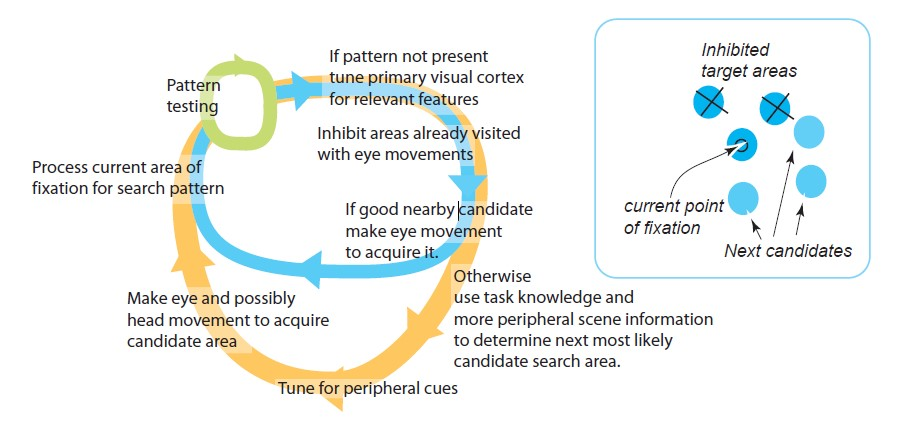 Pattern
testing
If pattern not present
tune primary visual cortex
for relevant features
Inhibit areas already visited
with eye movements
Process current area of
fixation for search pattern
If good nearby candidate
make eye movement
to acquire it.
Otherwise
use task knowledge and
more peripheral scene information
to determine next most likely
candidate search area.
Make eye and possibly
head movement to acquire
candidate area
Tune for peripheral cues
Inhibited
target areas
current point
of fixation
Next candidates